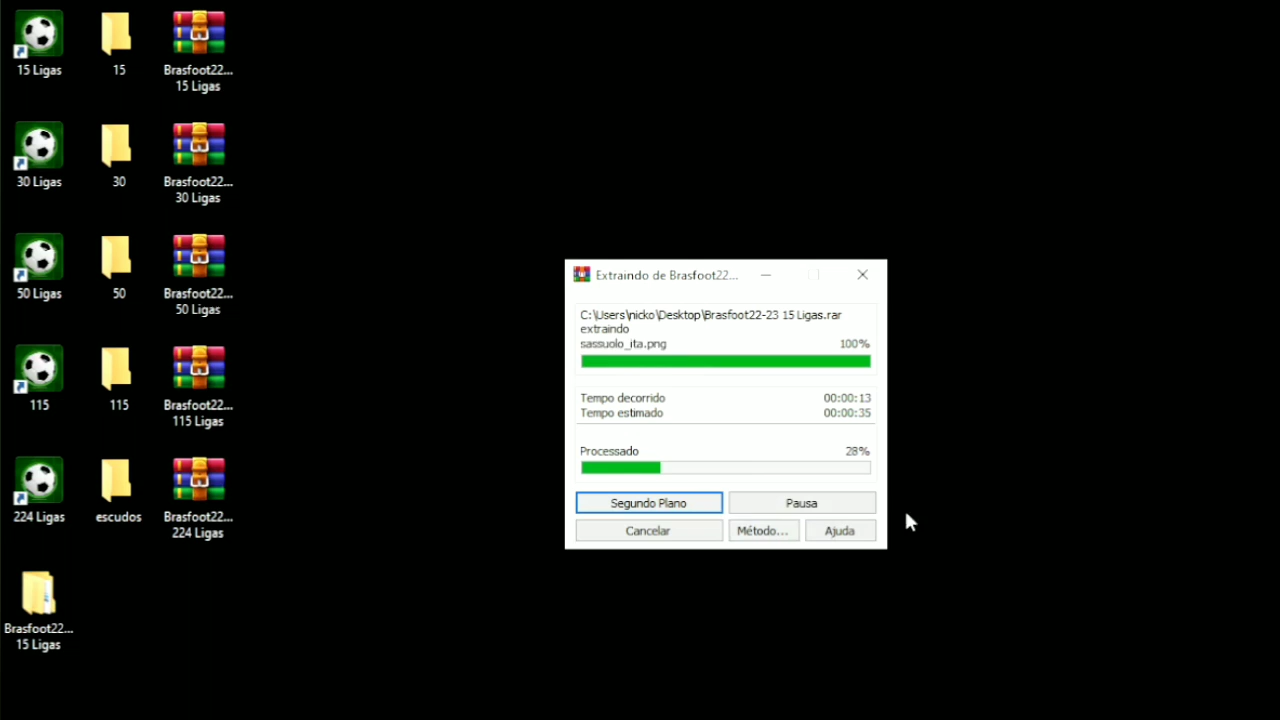 15 Ligas
15
Brasfoot22...
15 Ligas
30 Ligas
30
Brasfoot22...
30 Ligas
50 Ligas
50
Brasfoot22...
50 Ligas
115
115
Brasfoot22...
115 Ligas
224 Ligas
escudos
Brasfoot22...
224 Ligas
Brasfoot22...
15 Ligas
Extraindo de Brasfoot22...
C:\Users\nicko\Desktop\Brasfoot22-23 15 Ligas.rar
extraindo
sassuolo_ita.png 100%
Tempo decorrido 00:00:13
Tempo estimado 00:00:35
Processado 28%
Segundo Plano Pausa
Cancelar Método... Ajuda